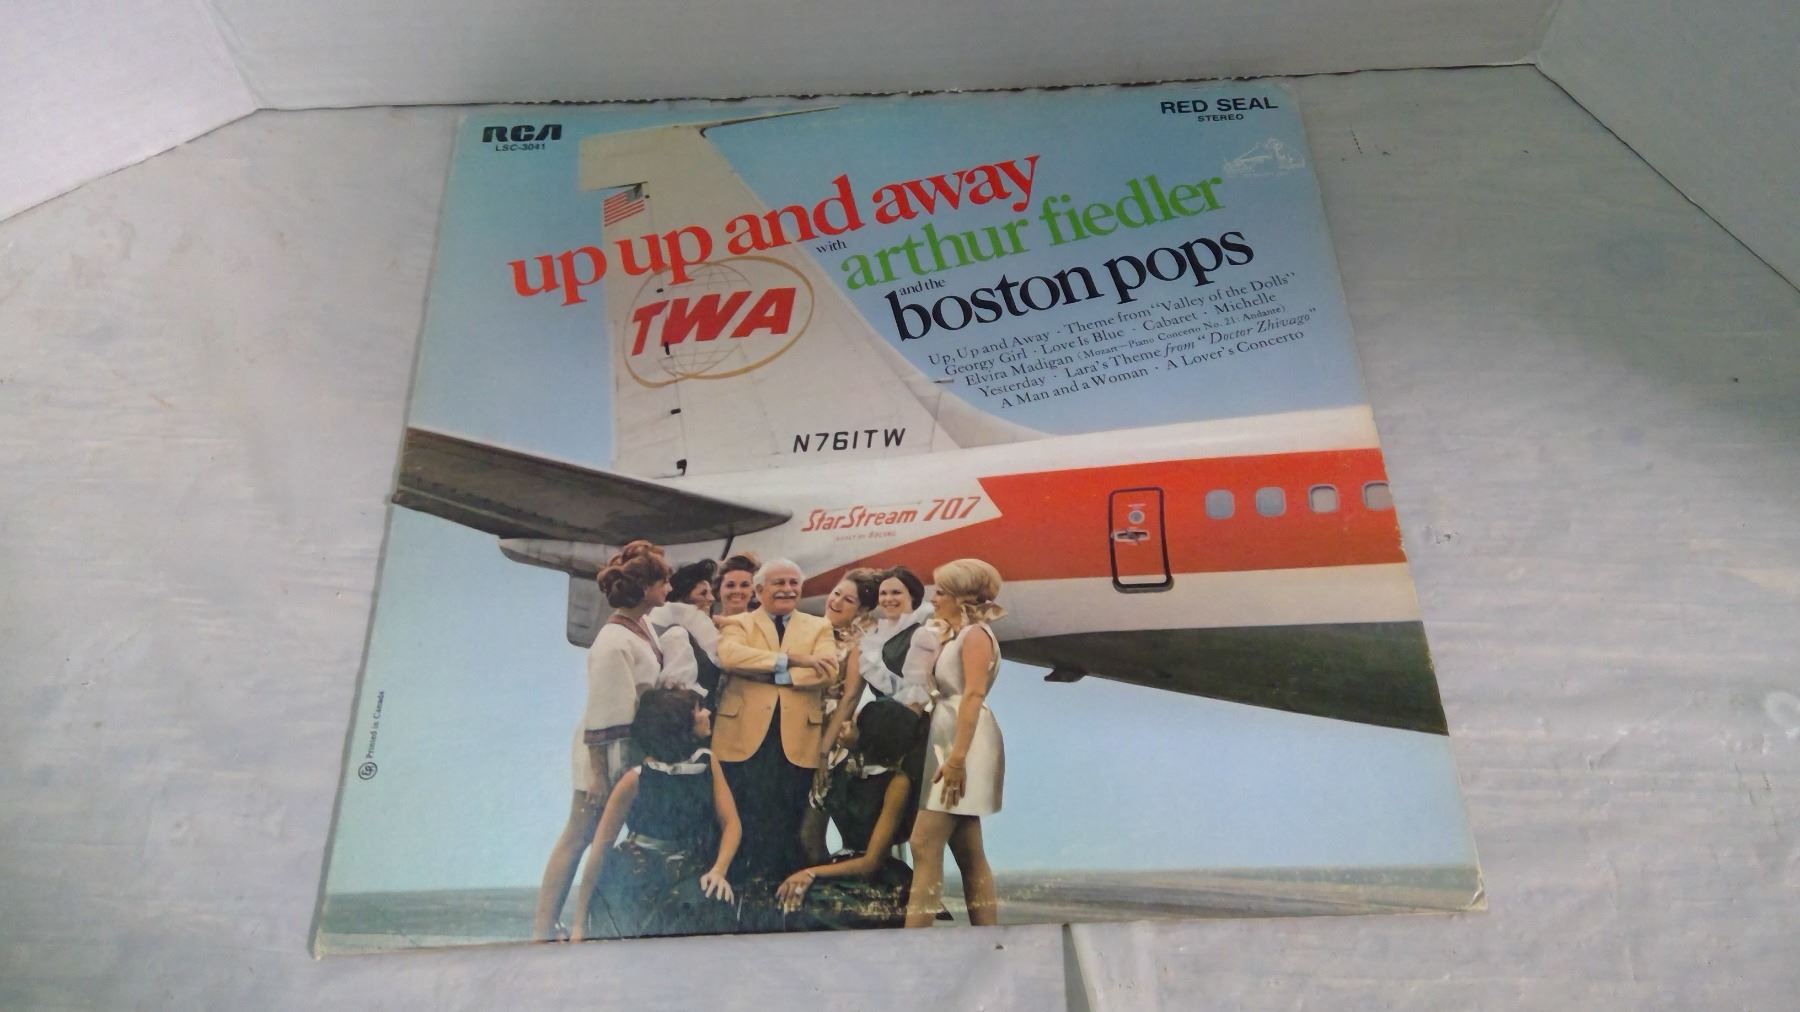 RCA
LSC-3041
RED SEAL
STEREO
up up and away
with
arthur fiedler
and the
boston pops
Up, Up and Away · Theme from "Valley of the Dolls"
Georgy Girl · Love Is Blue · Cabaret · Michelle
Elvira Madigan (Mozart—Piano Concerto No. 21: Andante)
Yesterday · Lara's Theme from "Doctor Zhivago"
A Man and a Woman · A Lover's Concerto
TWA
N761TW
StarStream 707
BUILT BY BOEING
Printed in Canada